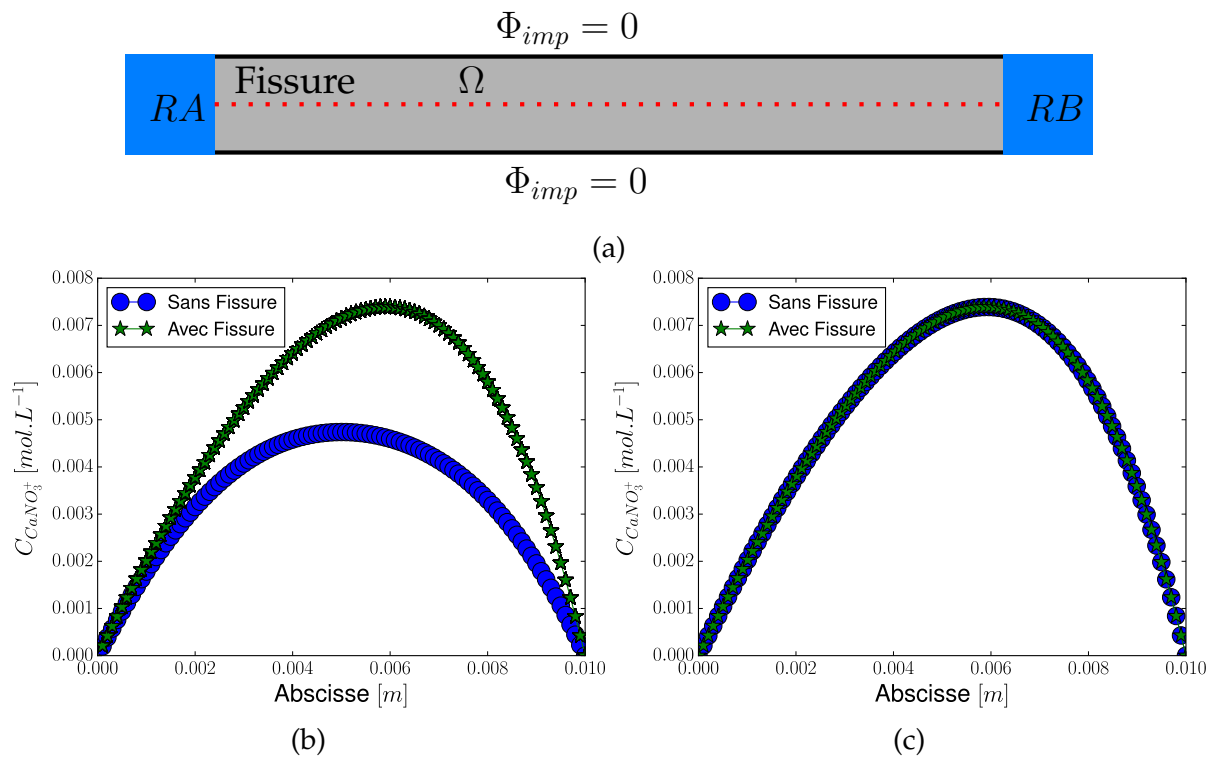 Φ_{imp} = 0
Fissure Ω
RA RB
Φ_{imp} = 0
(a)
0.008
0.007
0.006
0.005
0.004
0.003
0.002
0.001
0.000
C_{CaNO_3^+} [mol.L^{-1}]
Sans Fissure
Avec Fissure
0.000 0.002 0.004 0.006 0.008 0.010
Abscisse [m]
(b)
0.008
0.007
0.006
0.005
0.004
0.003
0.002
0.001
0.000
C_{CaNO_3^+} [mol.L^{-1}]
Sans Fissure
Avec Fissure
0.000 0.002 0.004 0.006 0.008 0.010
Abscisse [m]
(c)